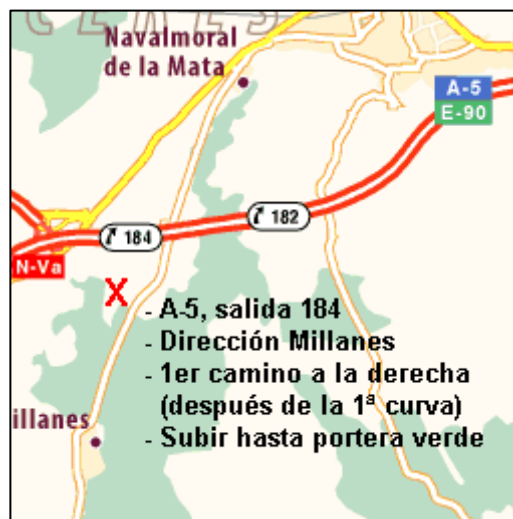 CERES
Navalmoral
de la Mata
A-5
E-90
182
184
N-Va
- A-5, salida 184
- Dirección Millanes
- 1er camino a la derecha
(después de la 1ª curva)
- Subir hasta portera verde
illanes
X